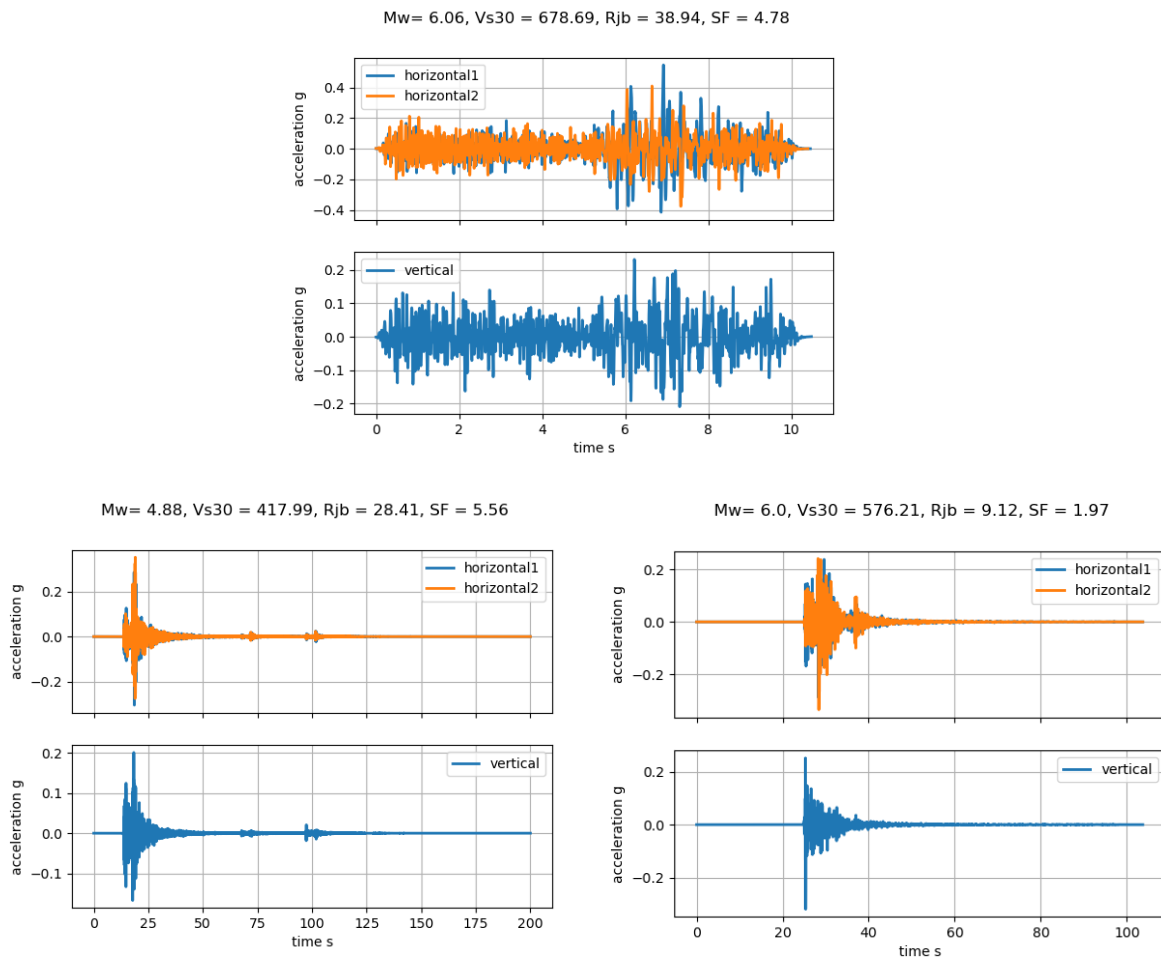 Mw= 6.06, Vs30 = 678.69, Rjb = 38.94, SF = 4.78
horizontal1
horizontal2
acceleration g
0.4
0.2
0.0
−0.2
−0.4
vertical
acceleration g
0.2
0.1
0.0
−0.1
−0.2
0 2 4 6 8 10
time s
Mw= 4.88, Vs30 = 417.99, Rjb = 28.41, SF = 5.56
horizontal1
horizontal2
acceleration g
0.2
0.0
−0.2
vertical
acceleration g
0.2
0.1
0.0
−0.1
0 25 50 75 100 125 150 175 200
time s
Mw= 6.0, Vs30 = 576.21, Rjb = 9.12, SF = 1.97
horizontal1
horizontal2
acceleration g
0.2
0.0
−0.2
vertical
acceleration g
0.2
0.0
−0.2
0 20 40 60 80 100
time s